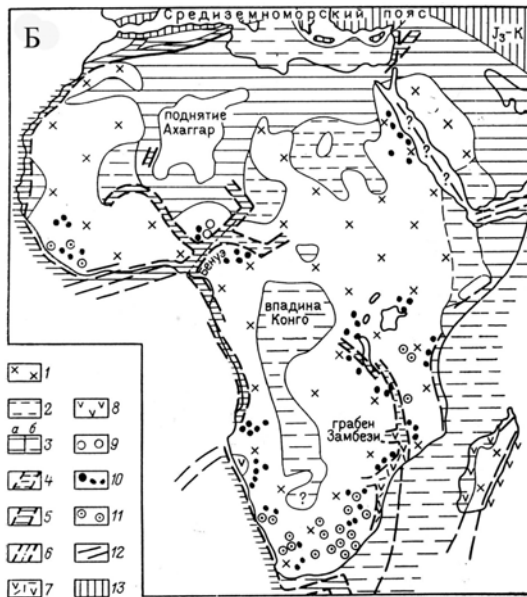 Средиземноморский пояс
Б
J₃-К
поднятие
Ахаггар
?
?
?
Бенуэ
впадина
Конго
грабен
Замбези
?
1
2
а б
3
4
5
6
7
8
9
10
11
12
13